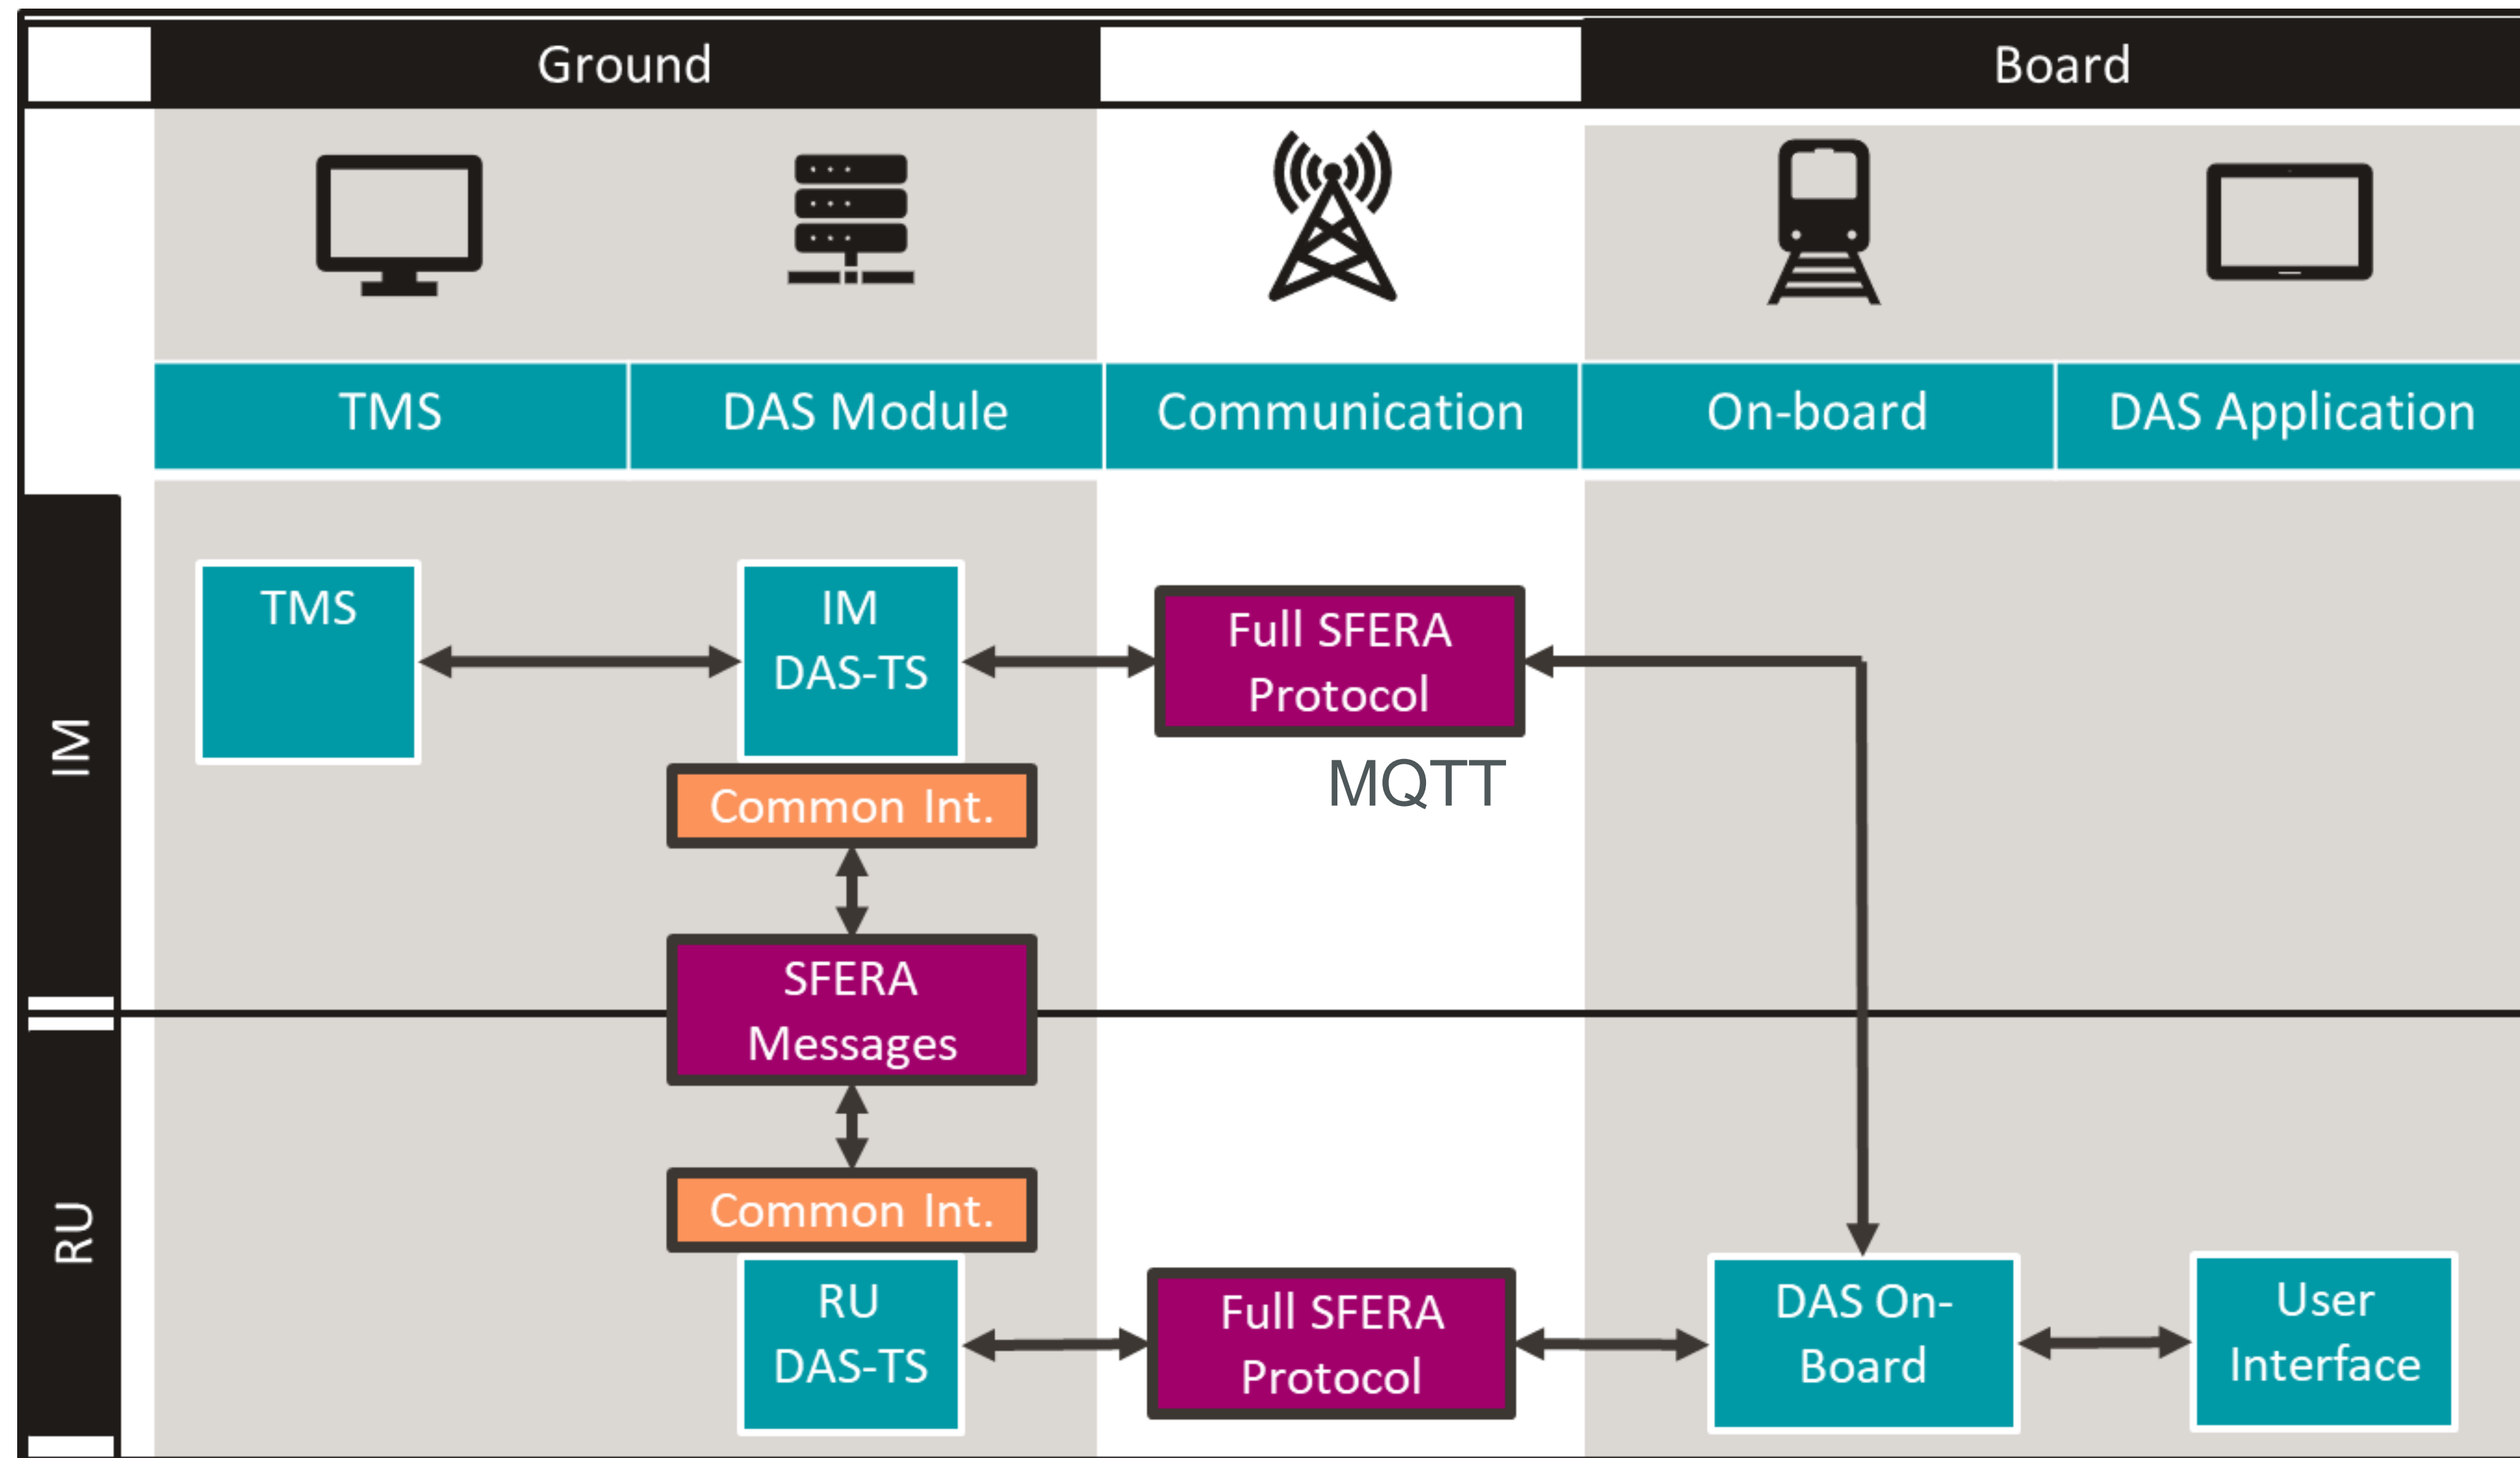 Ground
Board
TMS
DAS Module
Communication
On-board
DAS Application
IM
TMS
IM
DAS-TS
Full SFERA
Protocol
MQTT
Common Int.
SFERA
Messages
RU
Common Int.
RU
DAS-TS
Full SFERA
Protocol
DAS On-
Board
User
Interface